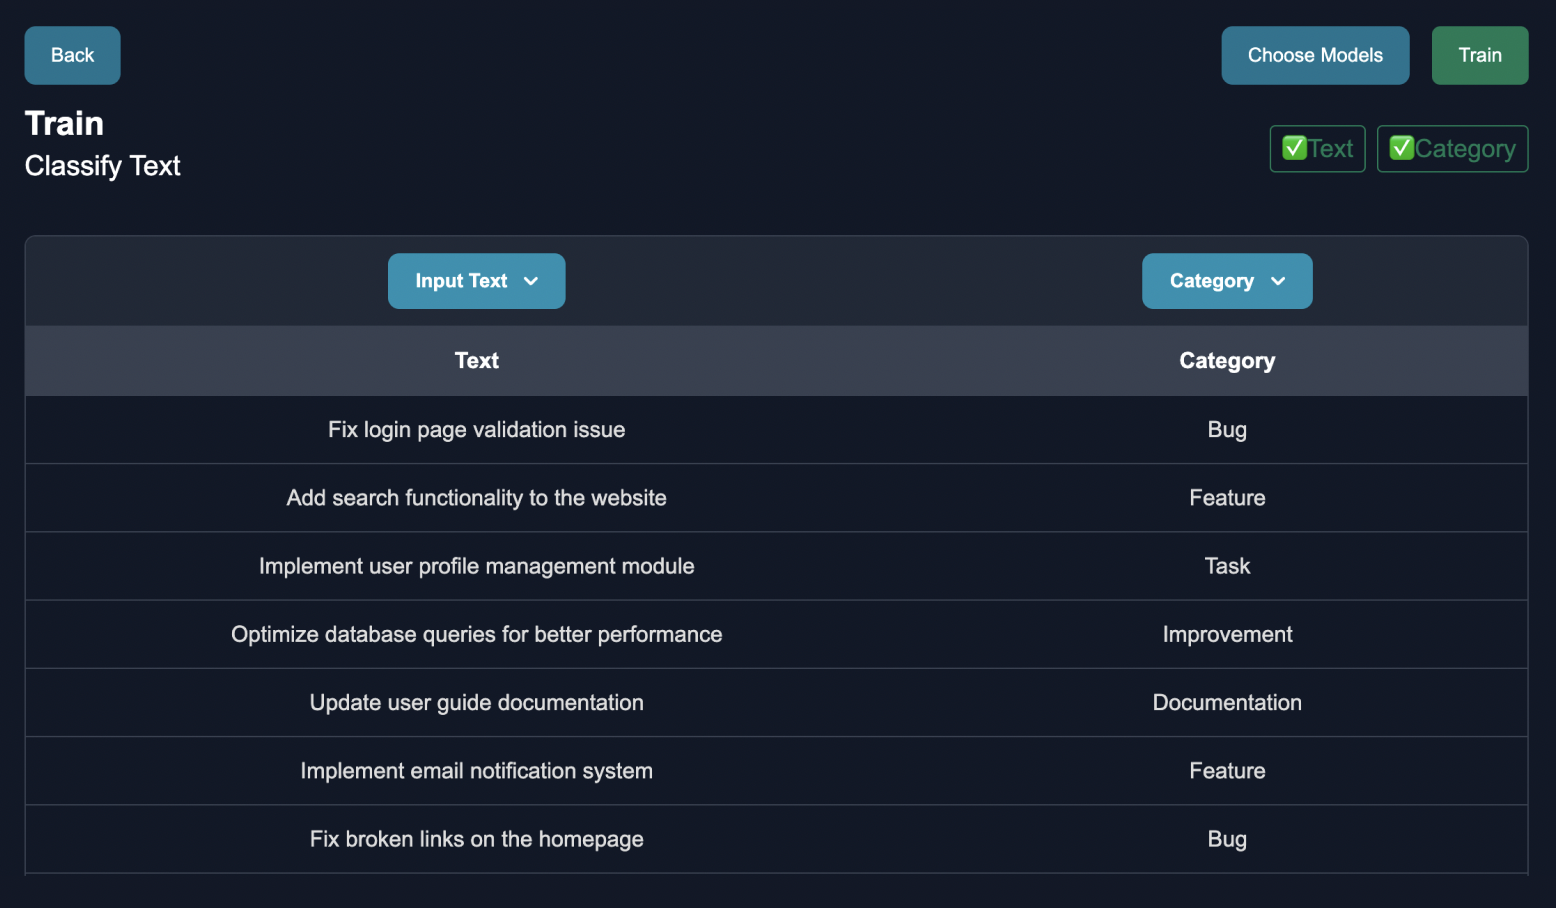 Back
Choose Models
Train
Train
Classify Text
✅Text
✅Category
Input Text
Category
Text
Category
Fix login page validation issue
Bug
Add search functionality to the website
Feature
Implement user profile management module
Task
Optimize database queries for better performance
Improvement
Update user guide documentation
Documentation
Implement email notification system
Feature
Fix broken links on the homepage
Bug